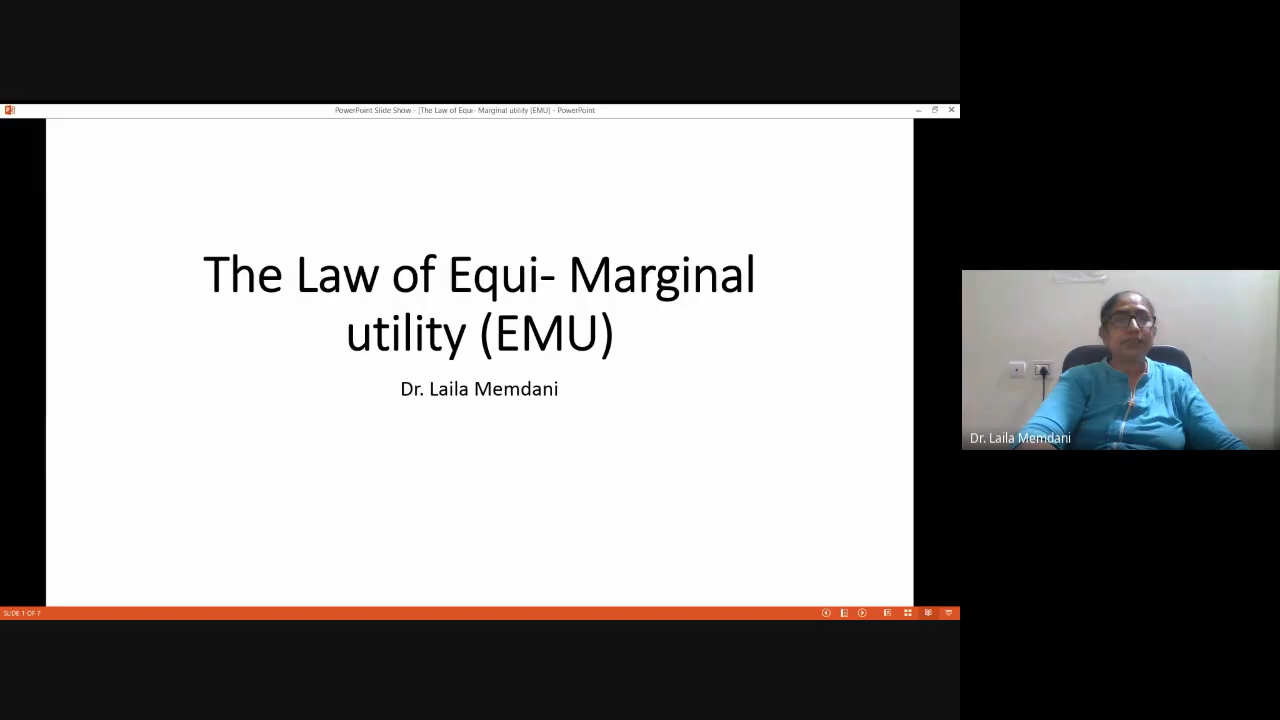 PowerPoint Slide Show - [The Law of Equi- Marginal utility (EMU] - PowerPoint
The Law of Equi- Marginal
utility (EMU)
Dr. Laila Memdani
Dr. Laila Memdani
SLIDE 1 OF 7